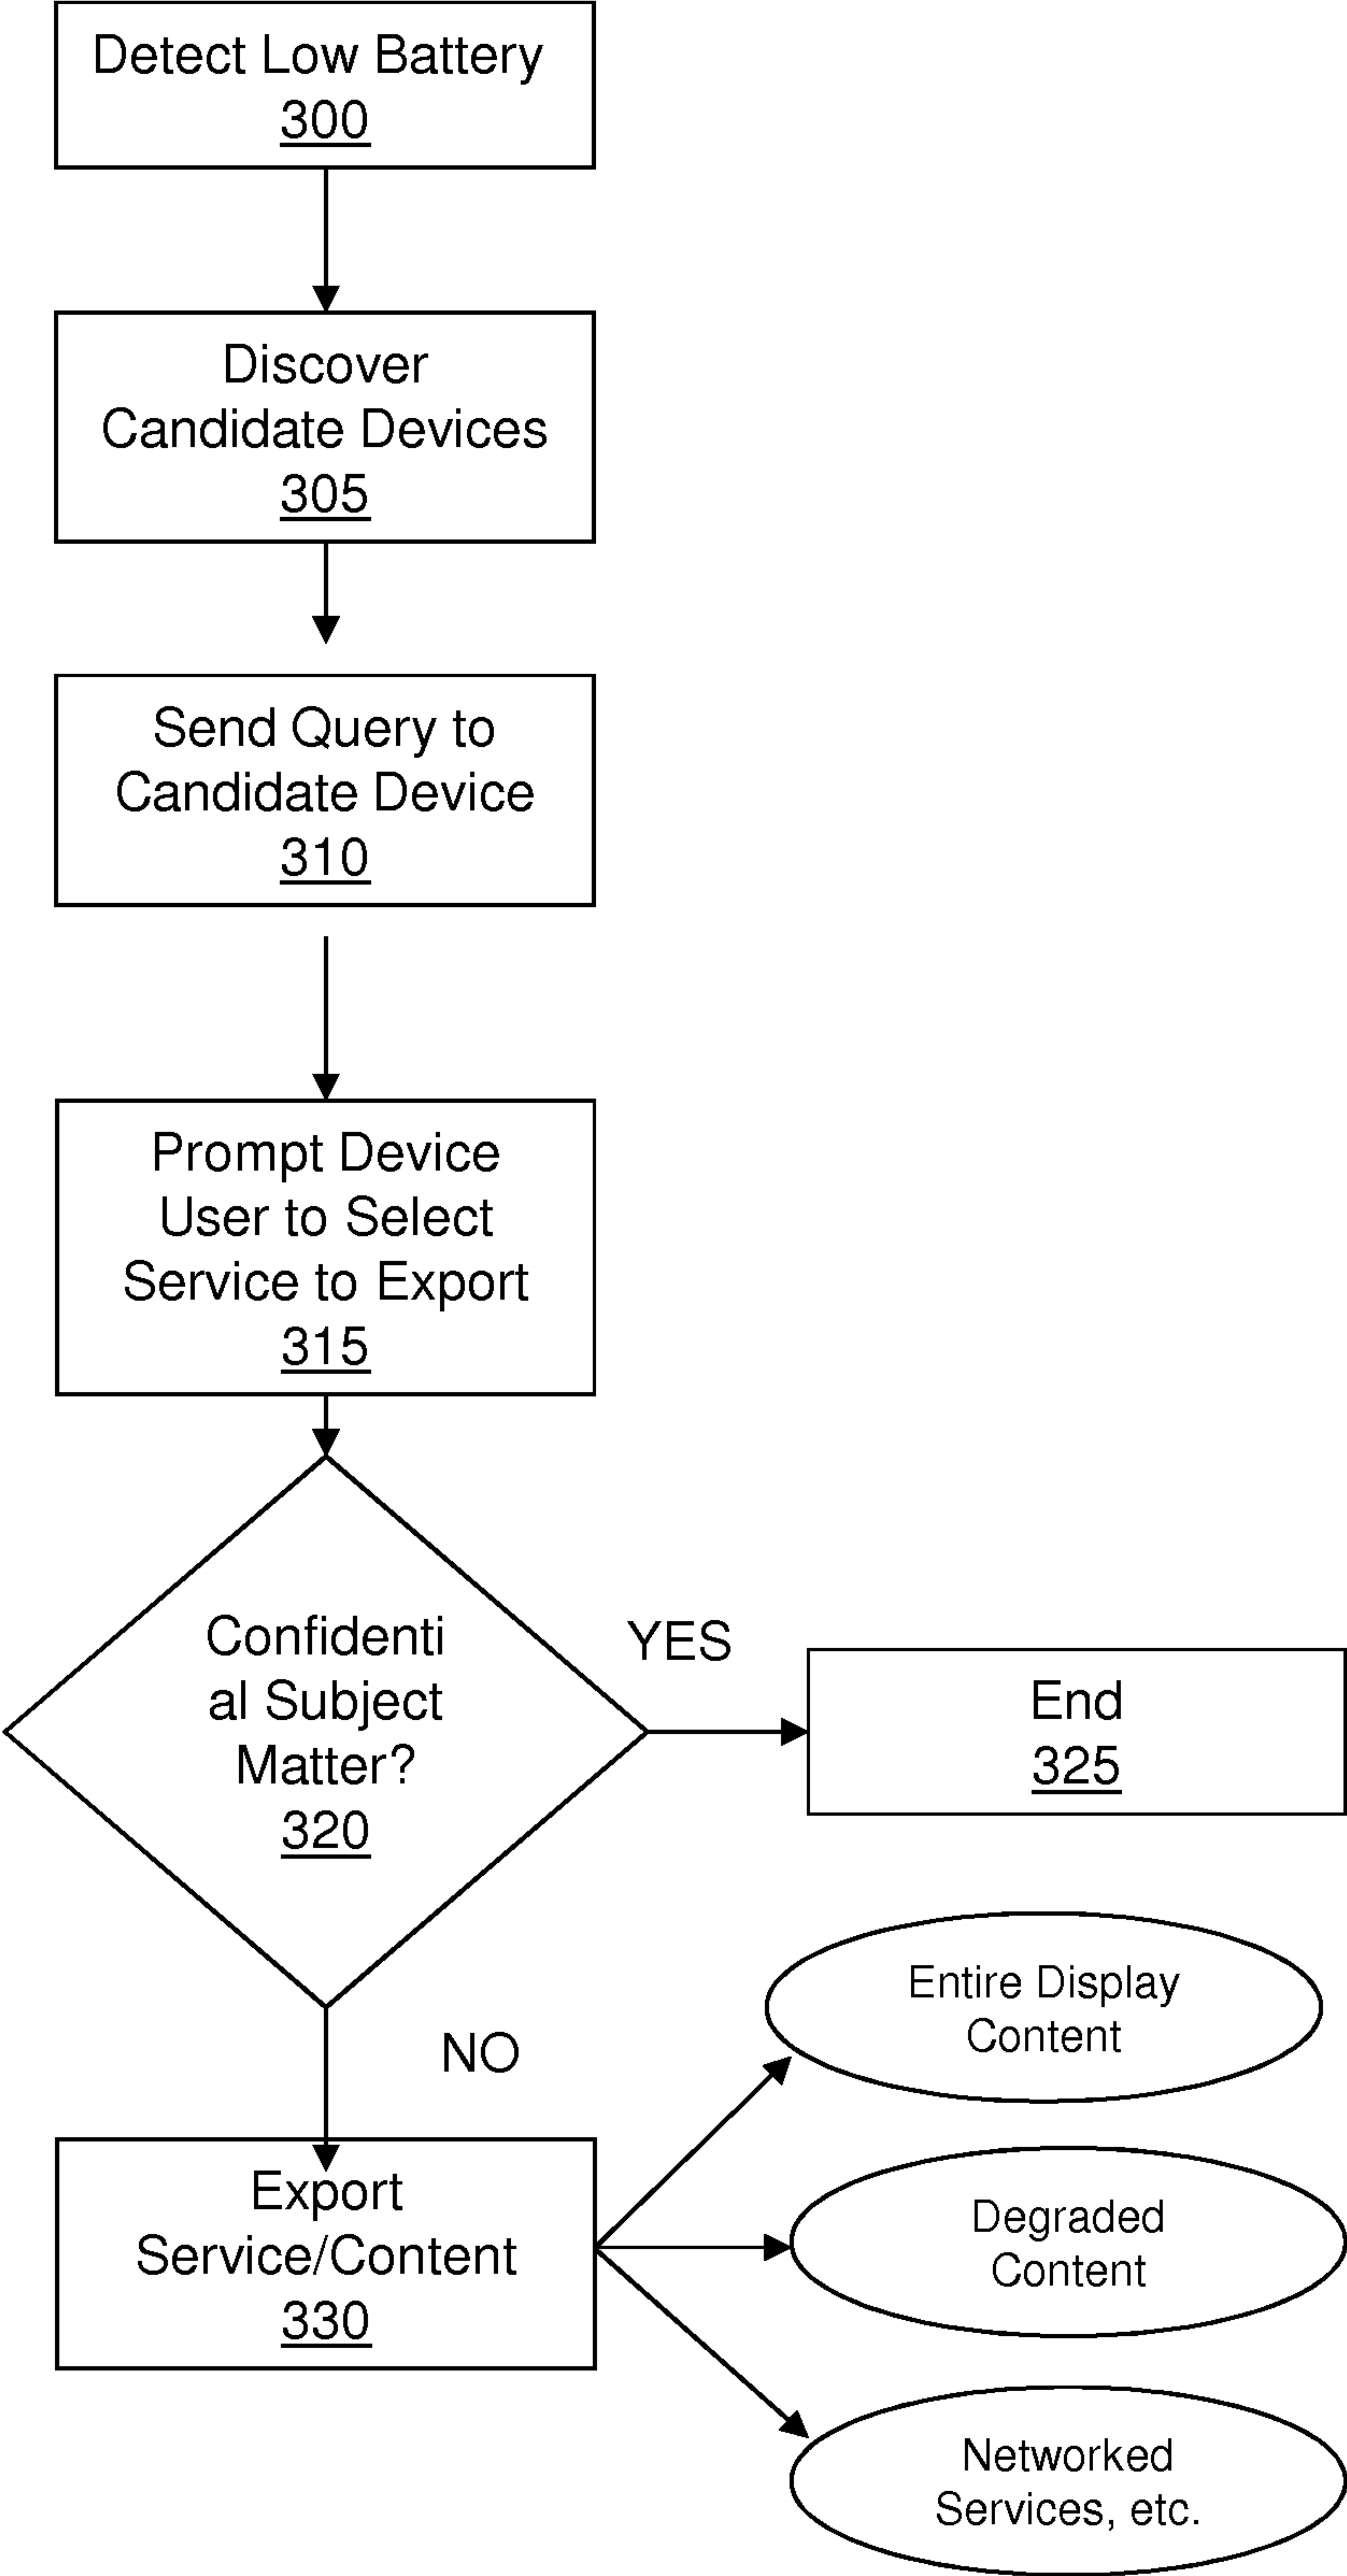 Detect Low Battery
300
Discover
Candidate Devices
305
Send Query to
Candidate Device
310
Prompt Device
User to Select
Service to Export
315
Confidenti
al Subject
Matter?
320
YES
End
325
NO
Export
Service/Content
330
Entire Display
Content
Degraded
Content
Networked
Services, etc.